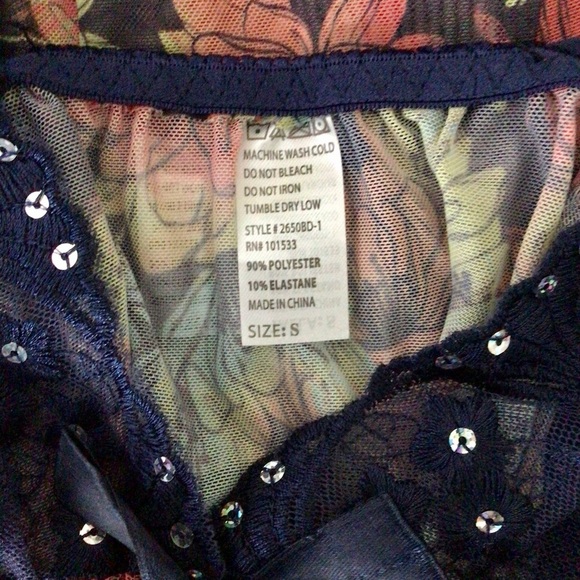 MACHINE WASH COLD
DO NOT BLEACH
DO NOT IRON
TUMBLE DRY LOW
STYLE # 2650BD-1
RN# 101533
90% POLYESTER
10% ELASTANE
MADE IN CHINA
SIZE: S